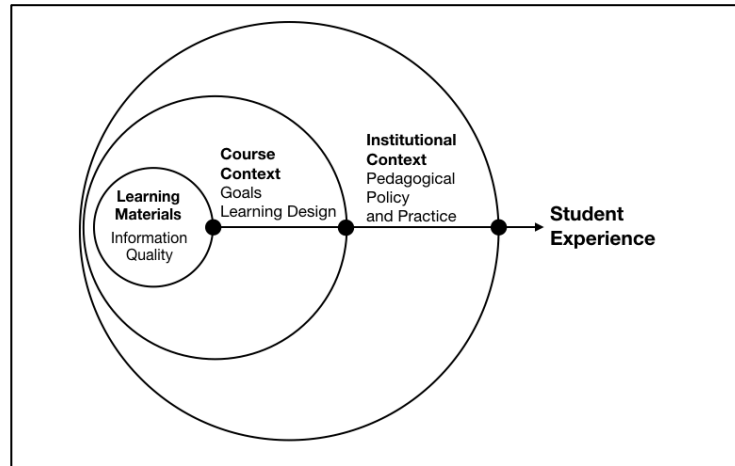 Learning
Materials
Information
Quality
Course
Context
Goals
Learning Design
Institutional
Context
Pedagogical
Policy
and Practice
Student
Experience